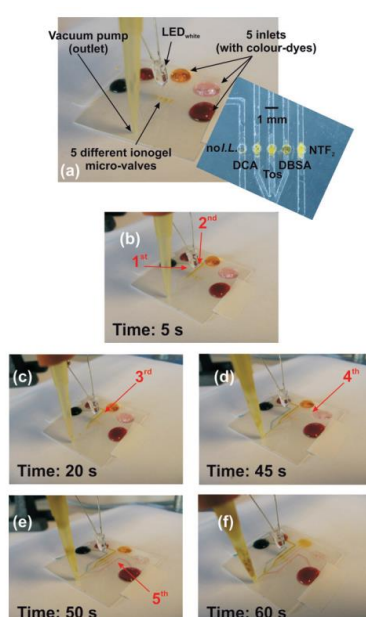 Vacuum pump
(outlet)
LEDwhite
5 inlets
(with colour-dyes)
1 mm
no I.L.
NTF2
DCA
DBSA
Tos
5 different ionogel
micro-valves
(a)
(b)
2nd
1st
Time: 5 s
(c)
3rd
Time: 20 s
(d)
4th
Time: 45 s
(e)
5th
Time: 50 s
(f)
Time: 60 s